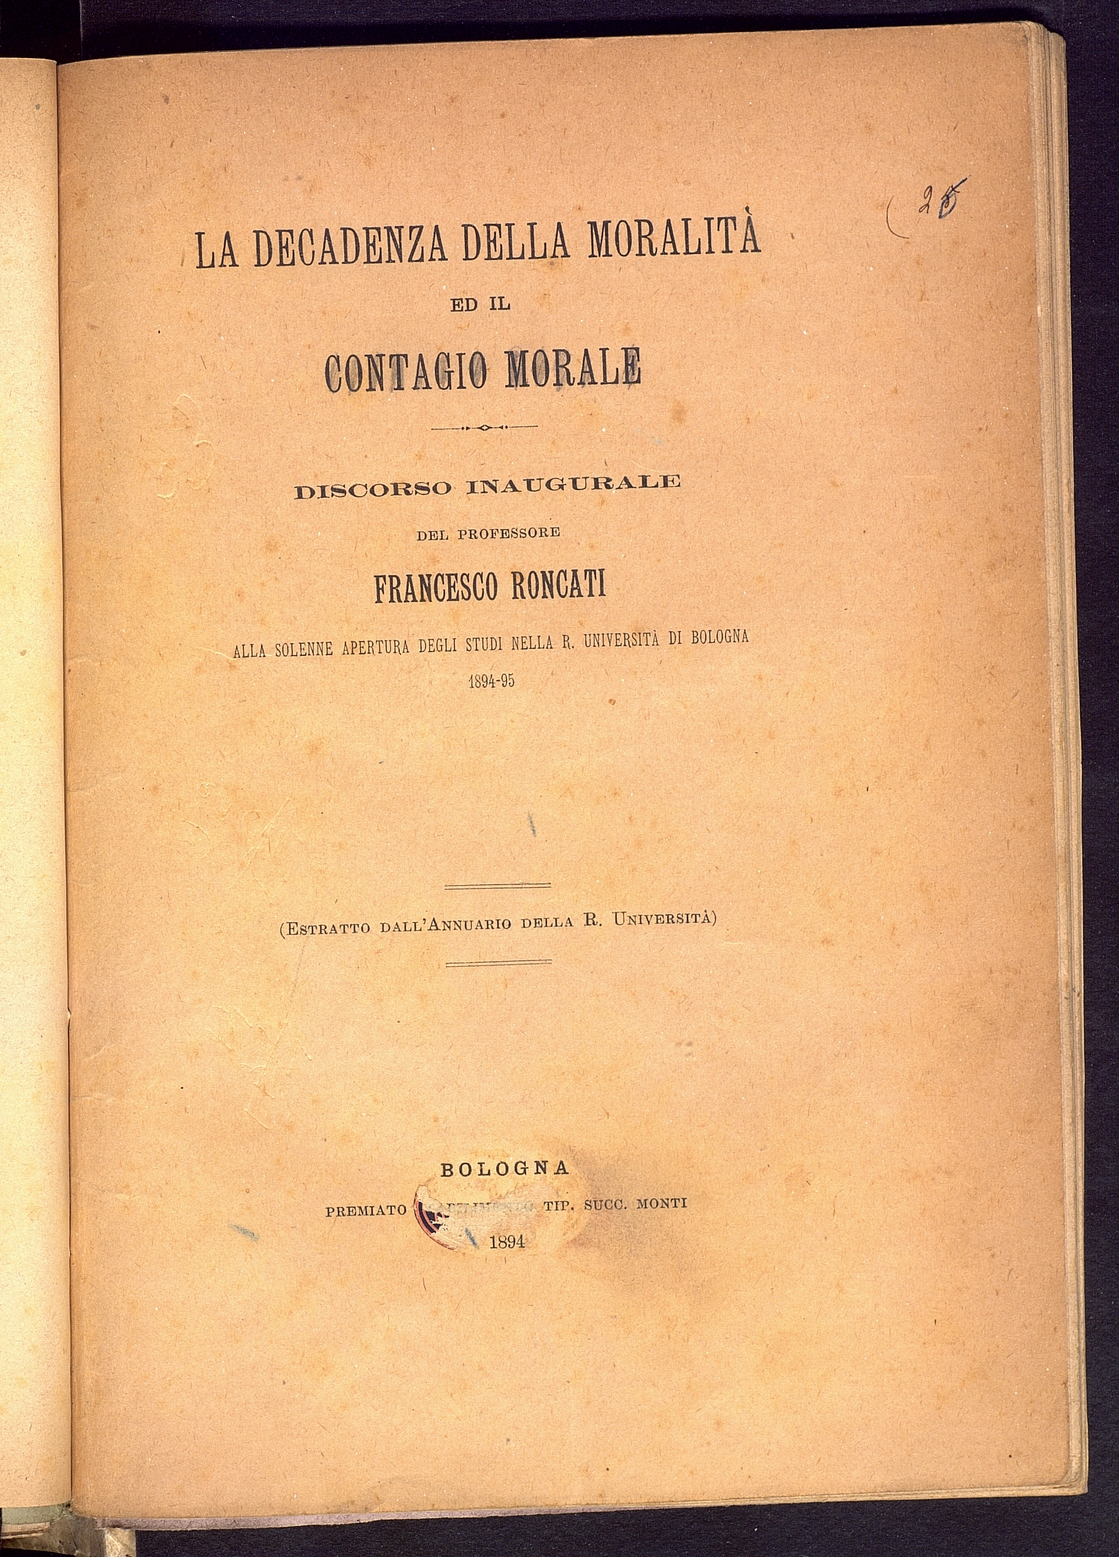 LA DECADENZA DELLA MORALITÀ
ED IL
CONTAGIO MORALE
DISCORSO INAUGURALE
DEL PROFESSORE
FRANCESCO RONCATI
ALLA SOLENNE APERTURA DEGLI STUDI NELLA R. UNIVERSITÀ DI BOLOGNA
1894-95
(ESTRATTO DALL'ANNUARIO DELLA R. UNIVERSITÀ)
BOLOGNA
PREMIATO TIP. SUCC. MONTI
1894